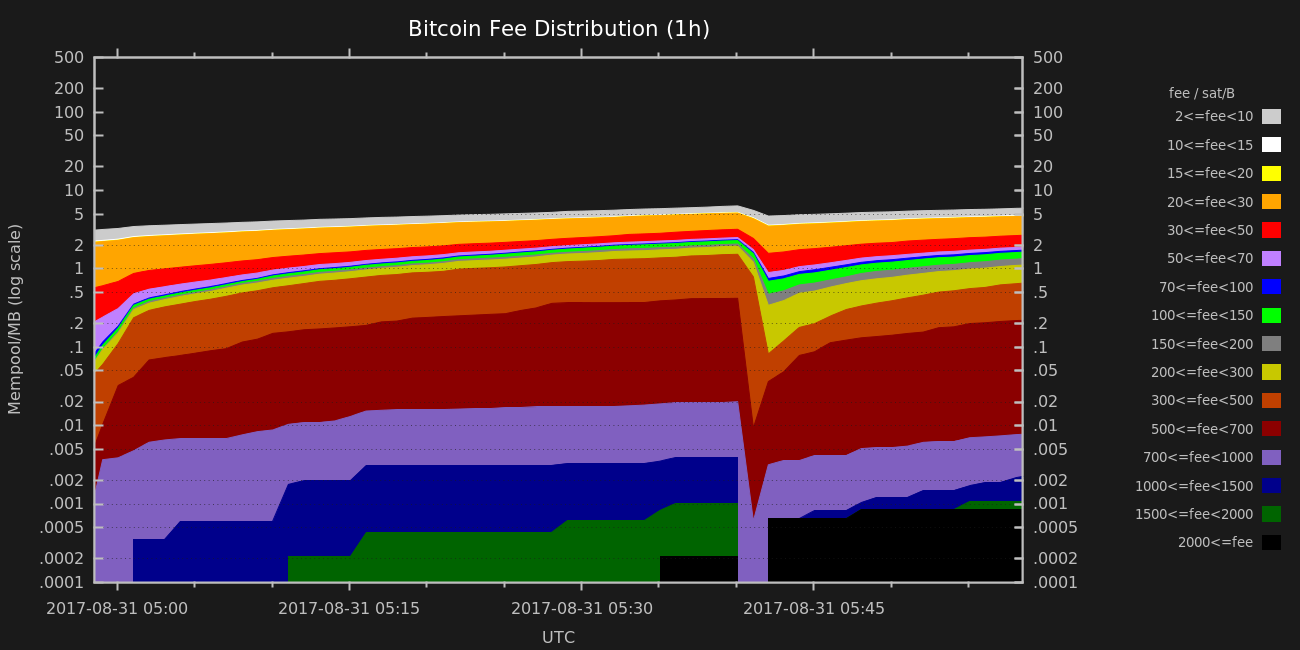 Bitcoin Fee Distribution (1h)
Mempool/MB (log scale)
500
200
100
50
20
10
5
2
1
.5
.2
.1
.05
.02
.01
.005
.002
.001
.0005
.0002
.0001
500
200
100
50
20
10
5
2
1
.5
.2
.1
.05
.02
.01
.005
.002
.001
.0005
.0002
.0001
2017-08-31 05:00
2017-08-31 05:15
2017-08-31 05:30
2017-08-31 05:45
UTC
fee / sat/B
2<=fee<10
10<=fee<15
15<=fee<20
20<=fee<30
30<=fee<50
50<=fee<70
70<=fee<100
100<=fee<150
150<=fee<200
200<=fee<300
300<=fee<500
500<=fee<700
700<=fee<1000
1000<=fee<1500
1500<=fee<2000
2000<=fee